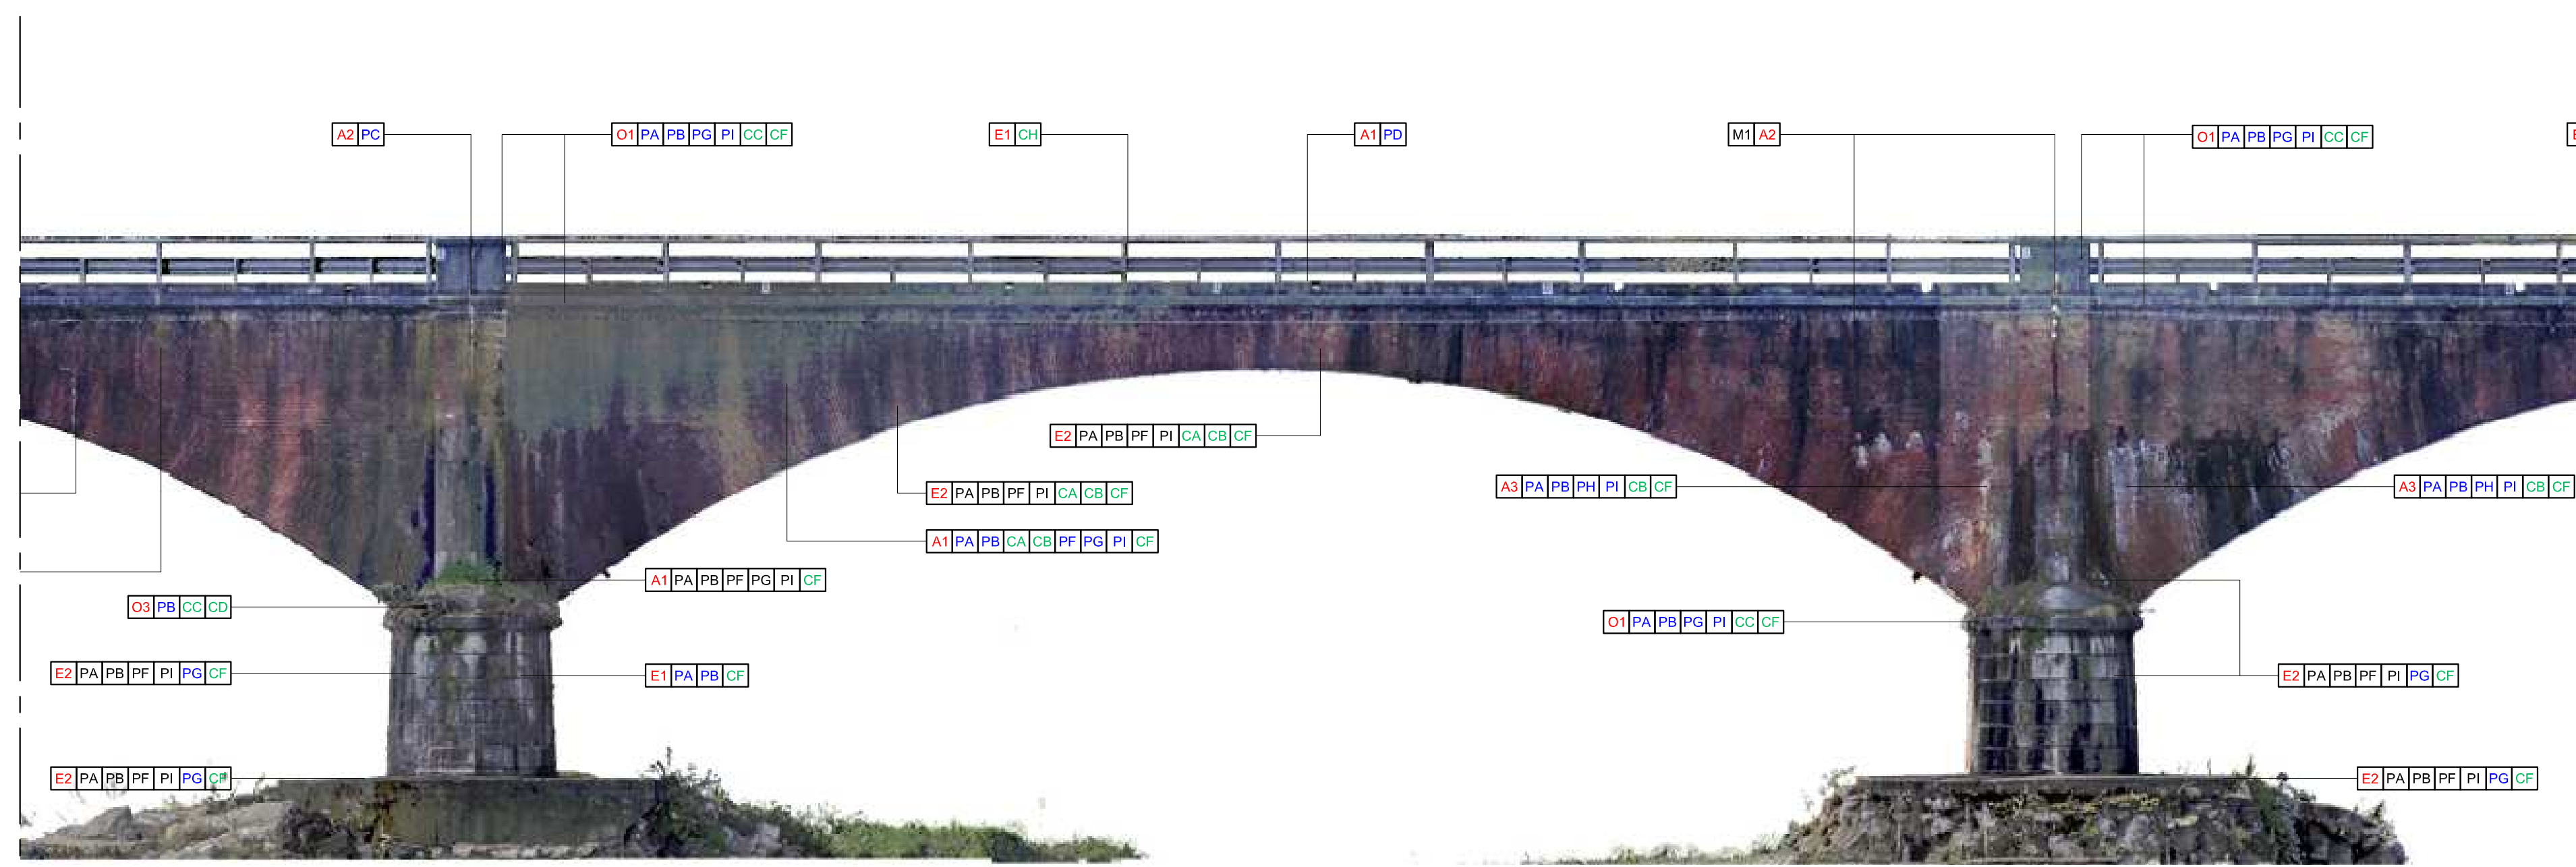 A2 PC
O1 PA PB PG PI CC CF
E1 CH
A1 PD
M1 A2
O1 PA PB PG PI CC CF
E2 PA PB PF PI CA CB CF
E2 PA PB PF PI CA CB CF
A3 PA PB PH PI CB CF
A3 PA PB PH PI CB CF
A1 PA PB CA CB PF PG PI CF
A1 PA PB PF PG PI CF
O3 PB CC CD
O1 PA PB PG PI CC CF
E2 PA PB PF PI PG CF
E1 PA PB CF
E2 PA PB PF PI PG CF
E2 PA PB PF PI PG CF
E2 PA PB PF PI PG CF